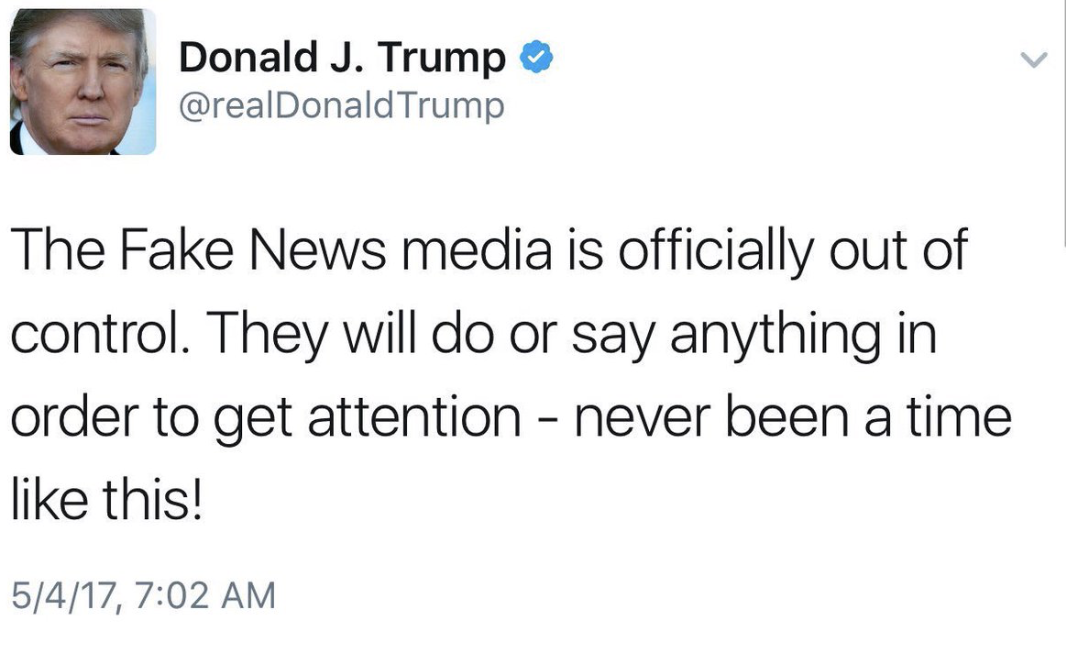 Donald J. Trump
@realDonaldTrump
The Fake News media is officially out of
control. They will do or say anything in
order to get attention - never been a time
like this!
5/4/17, 7:02 AM